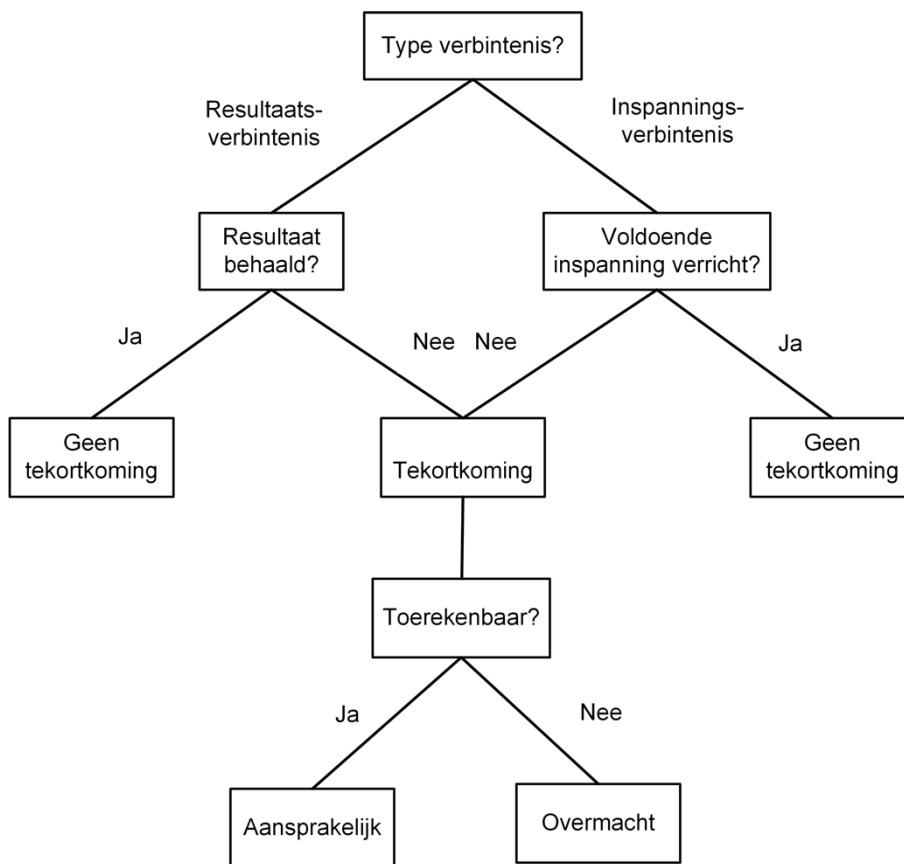 Type verbintenis?
Resultaats-
verbintenis
Inspannings-
verbintenis
Resultaat
behaald?
Voldoende
inspanning verricht?
Ja
Nee
Nee
Ja
Geen
tekortkoming
Tekortkoming
Geen
tekortkoming
Toerekenbaar?
Ja
Nee
Aansprakelijk
Overmacht